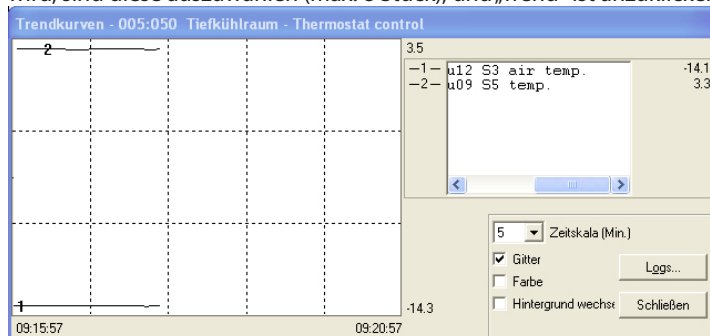 Trendkurven - 005:050 Tiefkühlraum - Thermostat control
2
3.5
—1— u12 S3 air temp. -14.1
—2— u09 S5 temp. 3.3
5 Zeitskala (Min.)
Gitter
Logs...
Farbe
Hintergrund wechse
Schließen
1
-14.3
09:15:57 09:20:57